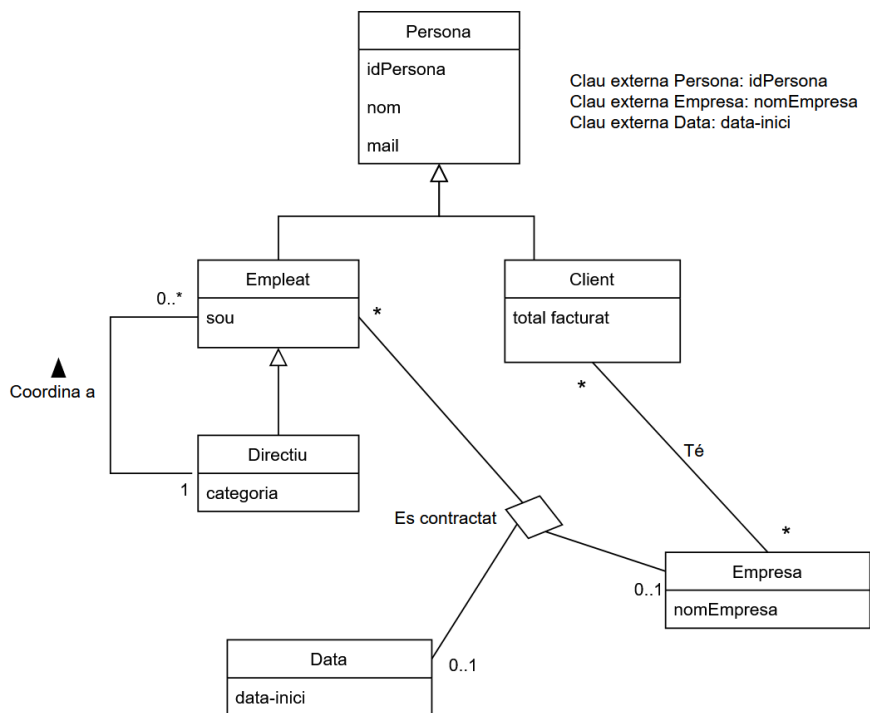 Persona
idPersona
nom
mail
Clau externa Persona: idPersona
Clau externa Empresa: nomEmpresa
Clau externa Data: data-inici
Empleat
sou
Client
total facturat
0..*
*
*
Coordina a
Té
Directiu
categoria
1
Es contractat
*
Empresa
nomEmpresa
0..1
Data
data-inici
0..1